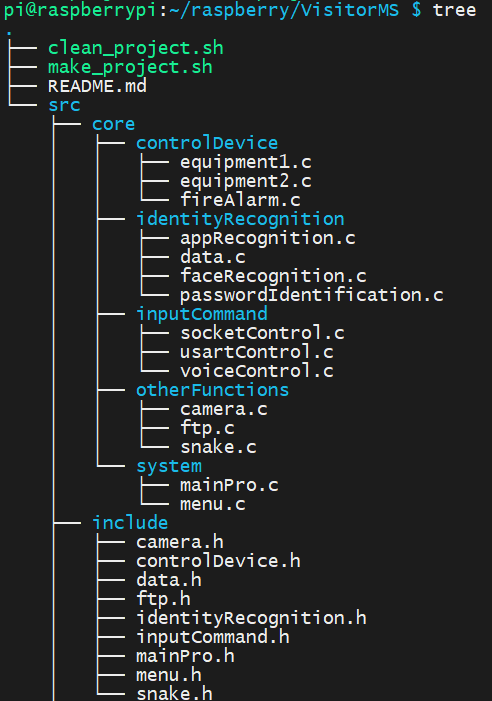 pi@raspberrypi:~/raspberry/VisitorMS $ tree
.
├── clean_project.sh
├── make_project.sh
├── README.md
└── src
    ├── core
    │   ├── controlDevice
    │   │   ├── equipment1.c
    │   │   ├── equipment2.c
    │   │   └── fireAlarm.c
    │   ├── identityRecognition
    │   │   ├── appRecognition.c
    │   │   ├── data.c
    │   │   ├── faceRecognition.c
    │   │   └── passwordIdentification.c
    │   ├── inputCommand
    │   │   ├── socketControl.c
    │   │   ├── usartControl.c
    │   │   └── voiceControl.c
    │   ├── otherFunctions
    │   │   ├── camera.c
    │   │   ├── ftp.c
    │   │   └── snake.c
    │   └── system
    │       ├── mainPro.c
    │       └── menu.c
    ├── include
    │   ├── camera.h
    │   ├── controlDevice.h
    │   ├── data.h
    │   ├── ftp.h
    │   ├── identityRecognition.h
    │   ├── inputCommand.h
    │   ├── mainPro.h
    │   ├── menu.h
    │   └── snake.h